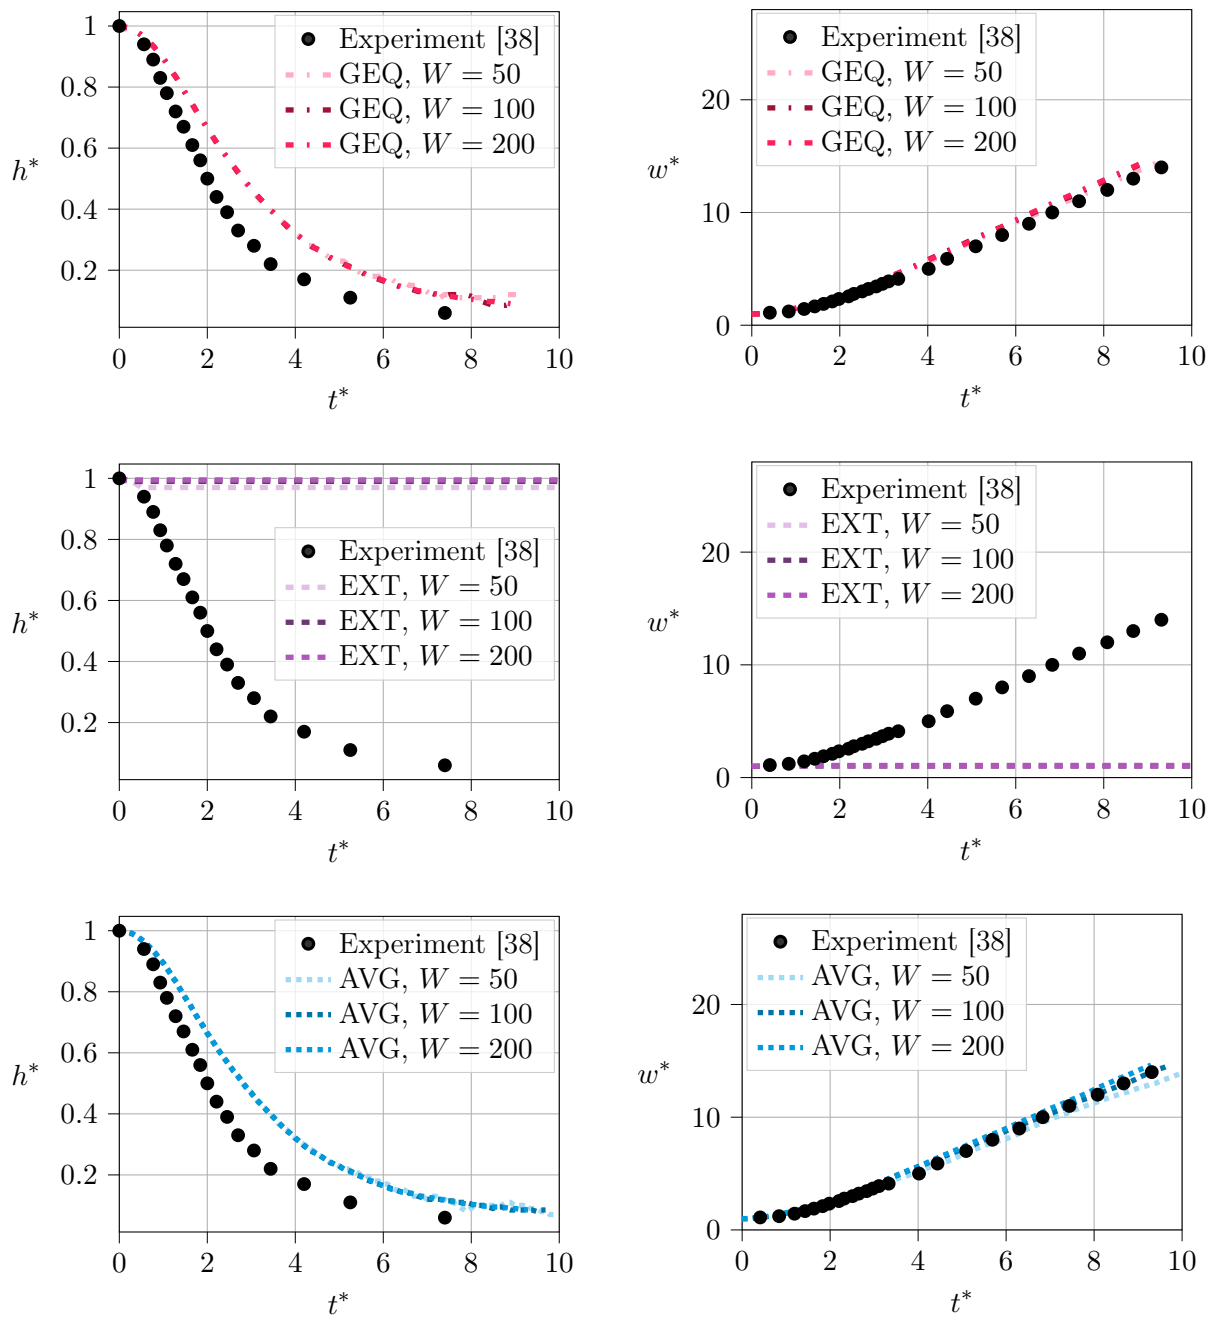 1
0.8
0.6
0.4
0.2
0 2 4 6 8 10
h*
t*
Experiment [38]
GEQ, W = 50
GEQ, W = 100
GEQ, W = 200
20
10
0
0 2 4 6 8 10
w*
t*
Experiment [38]
GEQ, W = 50
GEQ, W = 100
GEQ, W = 200
1
0.8
0.6
0.4
0.2
0 2 4 6 8 10
h*
t*
Experiment [38]
EXT, W = 50
EXT, W = 100
EXT, W = 200
20
10
0
0 2 4 6 8 10
w*
t*
Experiment [38]
EXT, W = 50
EXT, W = 100
EXT, W = 200
1
0.8
0.6
0.4
0.2
0 2 4 6 8 10
h*
t*
Experiment [38]
AVG, W = 50
AVG, W = 100
AVG, W = 200
20
10
0
0 2 4 6 8 10
w*
t*
Experiment [38]
AVG, W = 50
AVG, W = 100
AVG, W = 200